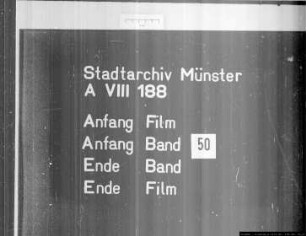 Stadtarchiv Münster
A VIII 188
Anfang Film
Anfang Band 50
Ende Band
Ende Film